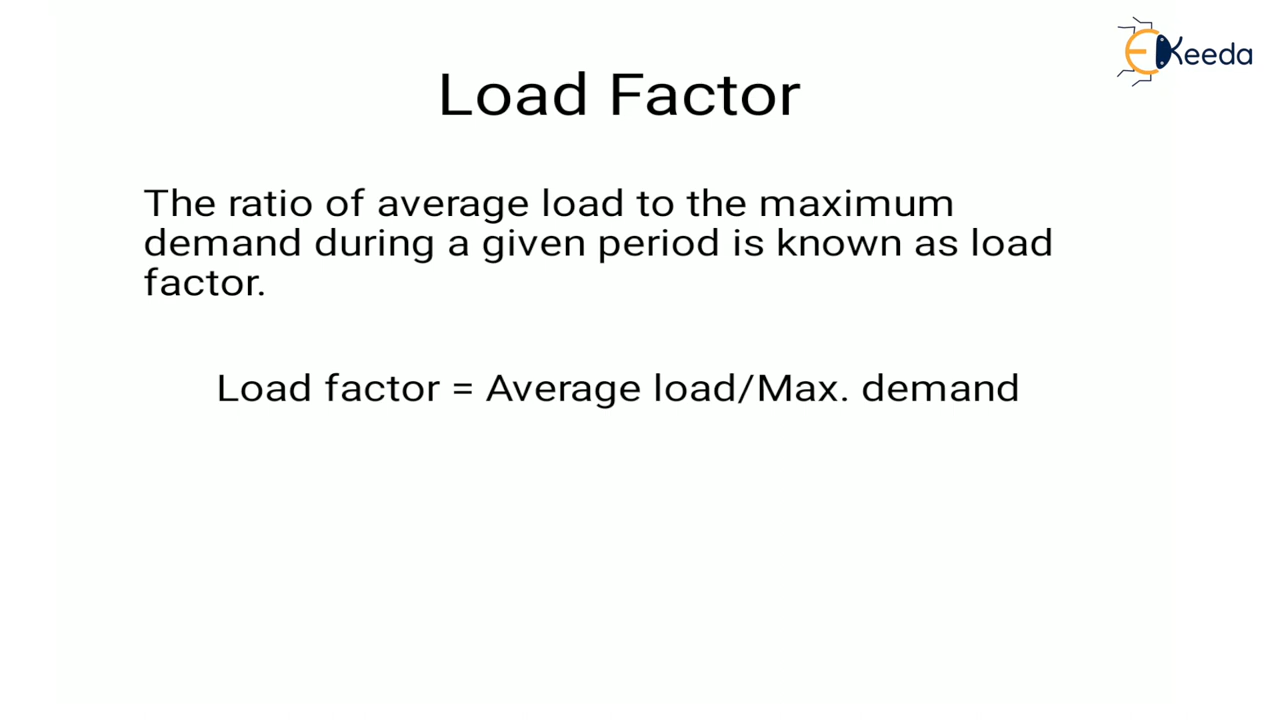 EKeeda
Load Factor
The ratio of average load to the maximum
demand during a given period is known as load
factor.
Load factor = Average load/Max. demand